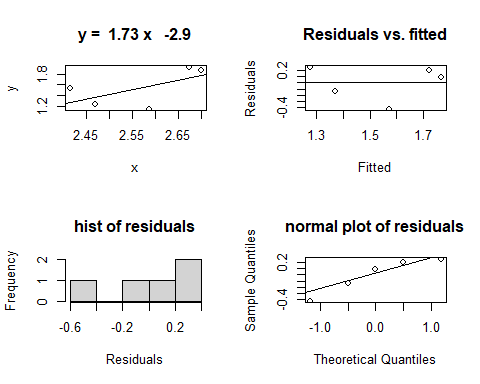 y = 1.73 x -2.9
y
1.8
1.2
2.45
2.55
2.65
x
Residuals vs. fitted
Residuals
0.2
-0.4
1.3
1.5
1.7
Fitted
hist of residuals
Frequency
2
1
0
-0.6
-0.2
0.2
Residuals
normal plot of residuals
Sample Quantiles
0.2
-0.4
-1.0
0.0
1.0
Theoretical Quantiles